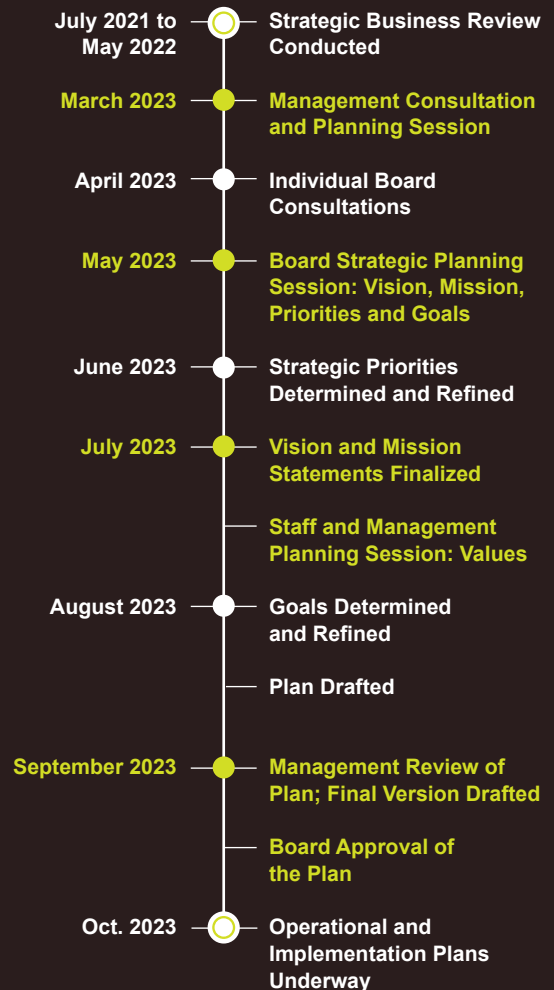 July 2021 to
May 2022
Strategic Business Review
Conducted
March 2023
Management Consultation
and Planning Session
April 2023
Individual Board
Consultations
May 2023
Board Strategic Planning
Session: Vision, Mission,
Priorities and Goals
June 2023
Strategic Priorities
Determined and Refined
July 2023
Vision and Mission
Statements Finalized
Staff and Management
Planning Session: Values
August 2023
Goals Determined
and Refined
Plan Drafted
September 2023
Management Review of
Plan; Final Version Drafted
Board Approval of
the Plan
Oct. 2023
Operational and
Implementation Plans
Underway